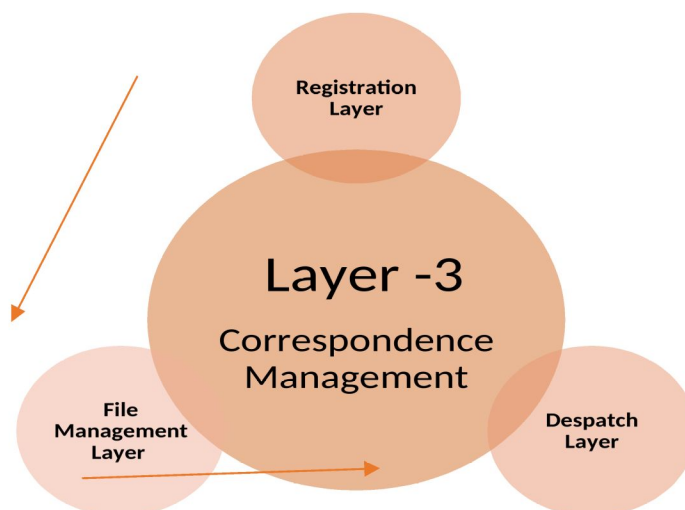 Registration
Layer
Layer -3
Correspondence
Management
File
Management
Layer
Despatch
Layer